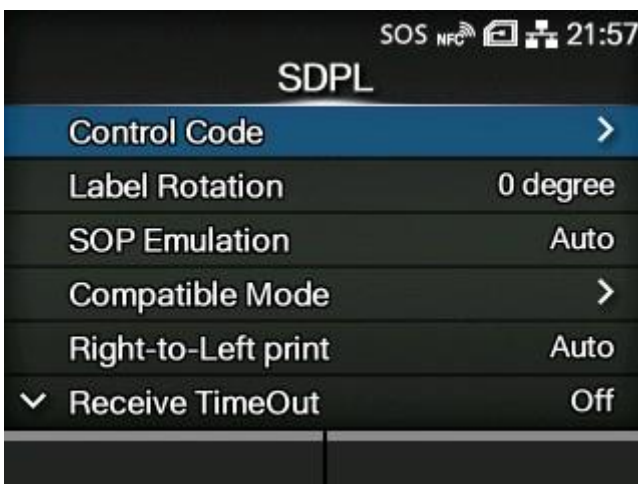 SOS NFC 21:57
SDPL
Control Code
Label Rotation 0 degree
SOP Emulation Auto
Compatible Mode
Right-to-Left print Auto
Receive TimeOut Off